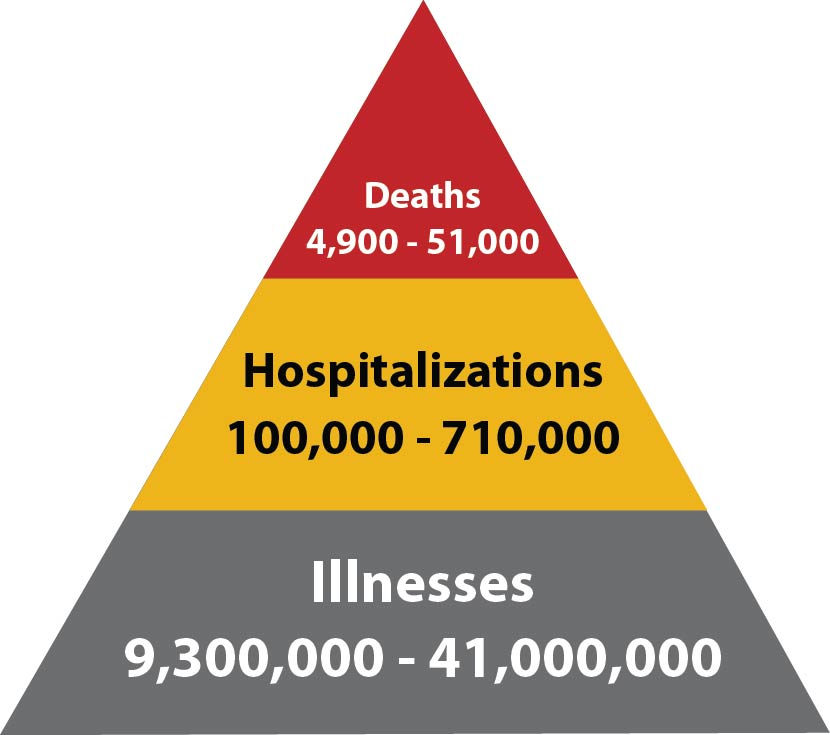 Deaths
4,900 - 51,000
Hospitalizations
100,000 - 710,000
Illnesses
9,300,000 - 41,000,000